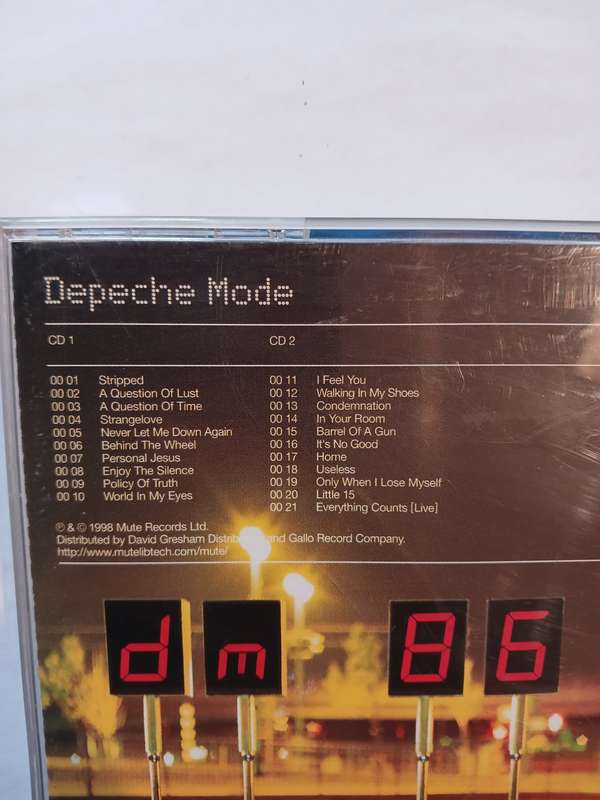 Depeche Mode
CD 1
00 01 Stripped
00 02 A Question Of Lust
00 03 A Question Of Time
00 04 Strangelove
00 05 Never Let Me Down Again
00 06 Behind The Wheel
00 07 Personal Jesus
00 08 Enjoy The Silence
00 09 Policy Of Truth
00 10 World In My Eyes
CD 2
00 11 I Feel You
00 12 Walking In My Shoes
00 13 Condemnation
00 14 In Your Room
00 15 Barrel Of A Gun
00 16 It's No Good
00 17 Home
00 18 Useless
00 19 Only When I Lose Myself
00 20 Little 15
00 21 Everything Counts [Live]
℗ & © 1998 Mute Records Ltd.
Distributed by David Gresham and Gallo Record Company.
http://www.mutelibtech.com/mute/
dm 86